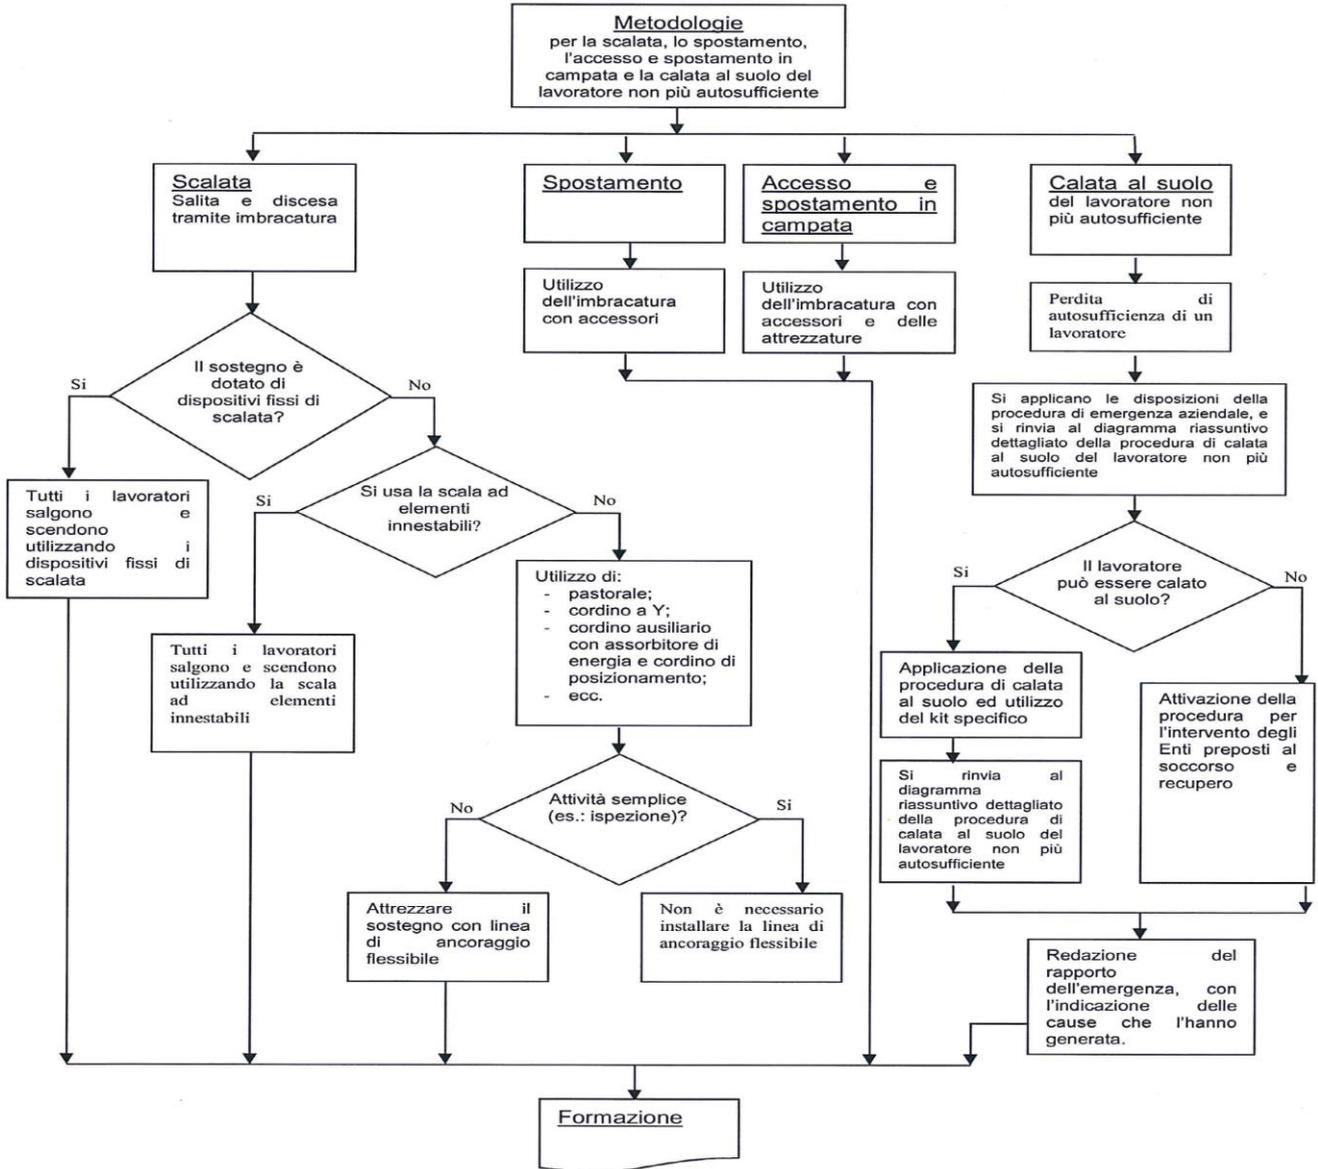 Metodologie
per la scalata, lo spostamento,
l'accesso e spostamento in
campata e la calata al suolo del
lavoratore non più autosufficiente
Scalata
Salita e discesa
tramite imbracatura
Spostamento
Accesso e
spostamento in
campata
Calata al suolo
del lavoratore non
più autosufficiente
Utilizzo
dell'imbracatura
con accessori
Utilizzo
dell'imbracatura con
accessori e delle
attrezzature
Perdita di
autosufficienza di un
lavoratore
Il sostegno è
dotato di
dispositivi fissi di
scalata?
Si
No
Si applicano le disposizioni della
procedura di emergenza aziendale, e
si rinvia al diagramma riassuntivo
dettagliato della procedura di calata
al suolo del lavoratore non più
autosufficiente
Tutti i lavoratori
salgono e
scendono
utilizzando i
dispositivi fissi di
scalata
Si usa la scala ad
elementi
innestabili?
Si
No
Utilizzo di:
- pastorale;
- cordino a Y;
- cordino ausiliario
con assorbitore di
energia e cordino di
posizionamento;
- ecc.
Il lavoratore
può essere calato
al suolo?
Si
No
Tutti i lavoratori
salgono e scendono
utilizzando la scala
ad elementi
innestabili
Applicazione della
procedura di calata
al suolo ed utilizzo
del kit specifico
Attivazione della
procedura per
l'intervento degli
Enti preposti al
soccorso e
recupero
Attività semplice
(es.: ispezione)?
No
Si
Si rinvia al
diagramma
riassuntivo dettagliato
della procedura di
calata al suolo del
lavoratore non più
autosufficiente
Attrezzare il
sostegno con linea
di ancoraggio
flessibile
Non è necessario
installare la linea di
ancoraggio flessibile
Redazione del
rapporto
dell'emergenza, con
l'indicazione delle
cause che l'hanno
generata.
Formazione